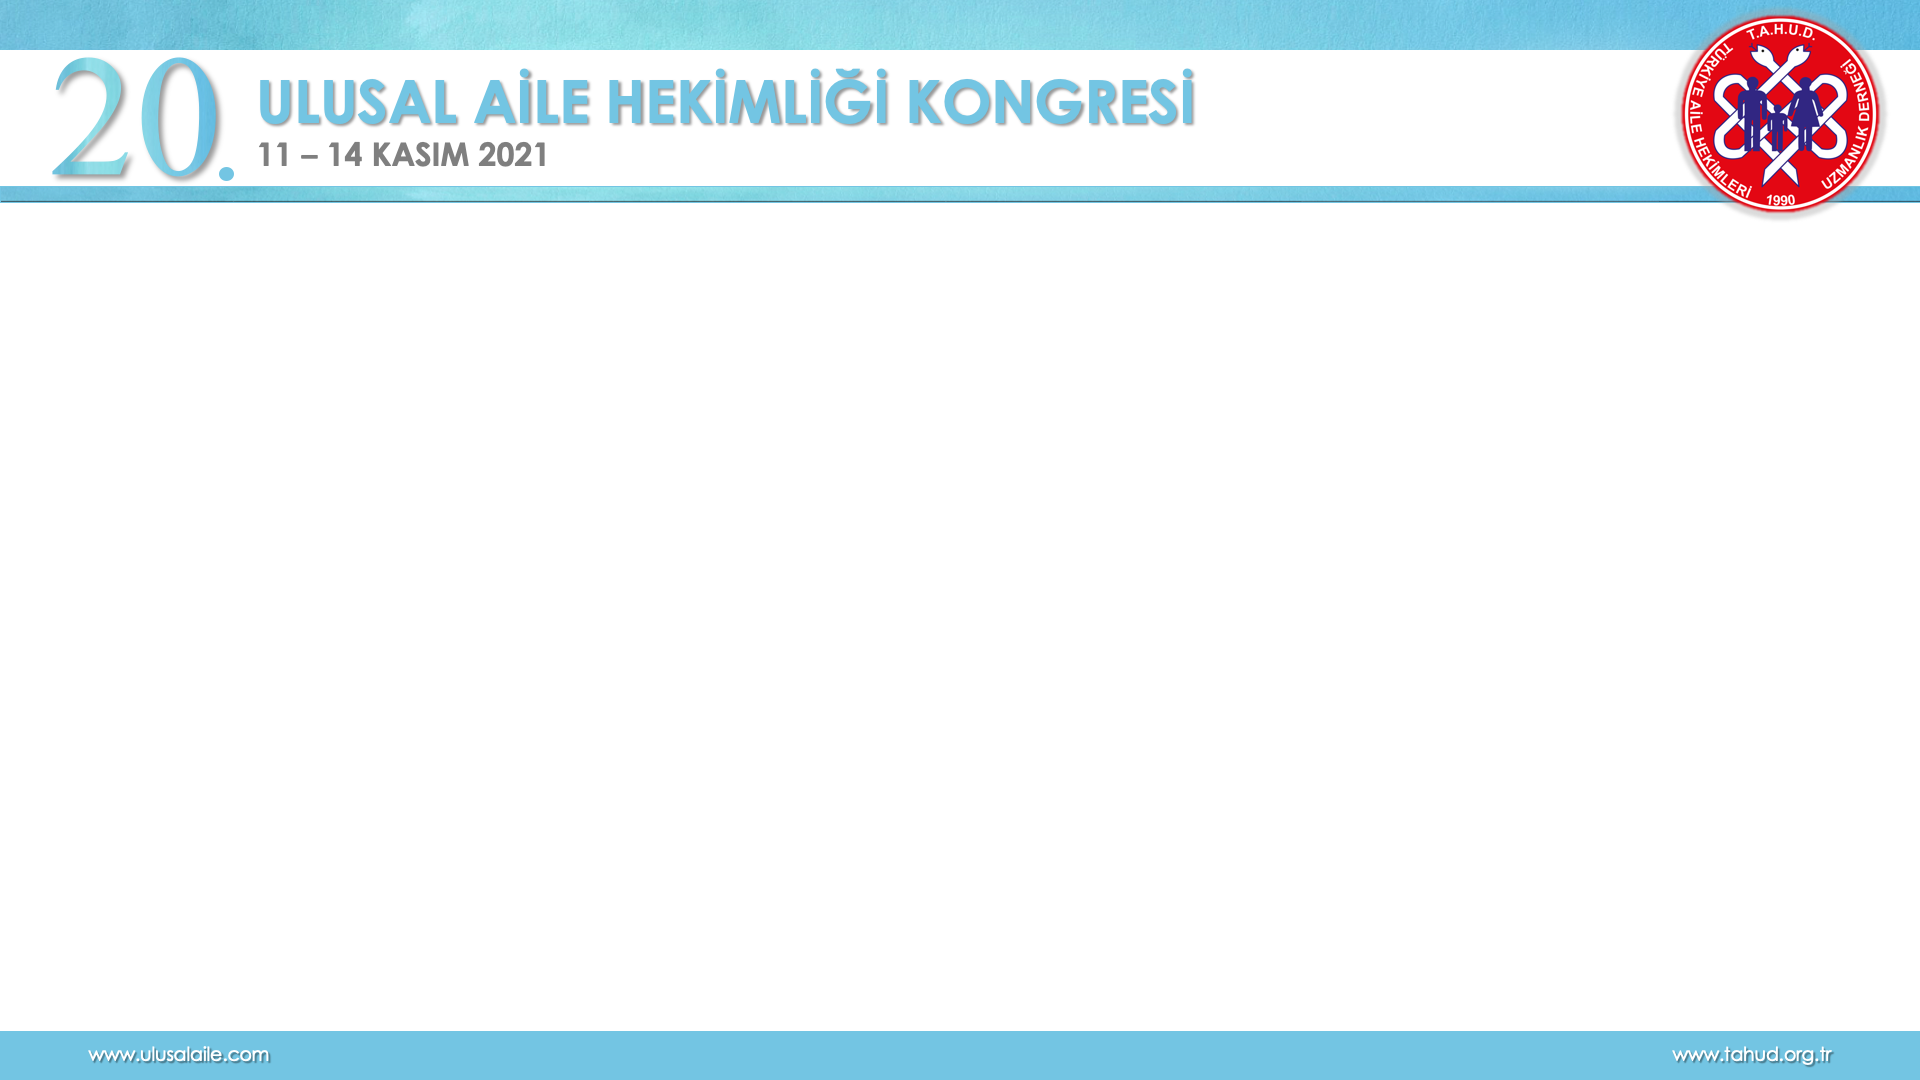 20. ULUSAL AİLE HEKİMLİĞİ KONGRESİ
11 – 14 KASIM 2021
T.A.H.U.D.
TÜRKİYE AİLE HEKİMLERİ UZMANLIK DERNEĞİ
1990
www.ulusalaile.com
www.tahud.org.tr